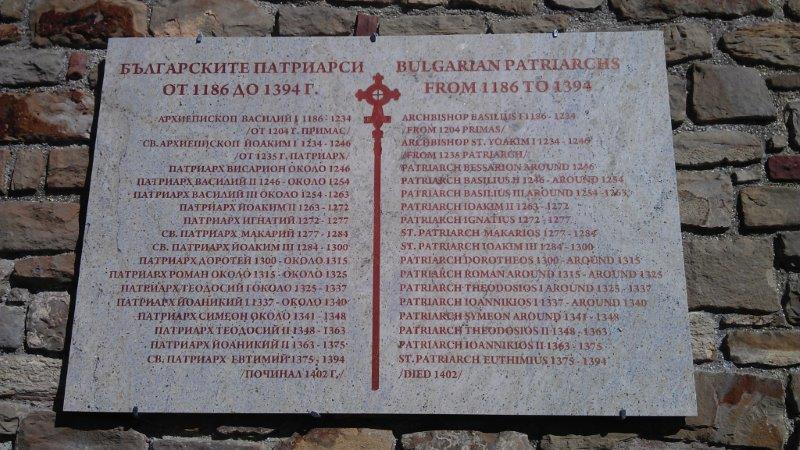 БЪЛГАРСКИТЕ ПАТРИАРСИ
ОТ 1186 ДО 1394 Г.
АРХИЕПИСКОП ВАСИЛИЙ I 1186 - 1234
/ОТ 1204 Г. ПРИМАС/
СВ. АРХИЕПИСКОП ЙОАКИМ I 1234 - 1246
/ОТ 1235 Г. ПАТРИАРХ/
ПАТРИАРХ ВИСАРИОН ОКОЛО 1246
ПАТРИАРХ ВАСИЛИЙ II 1246 - ОКОЛО 1254
ПАТРИАРХ ВАСИЛИЙ III ОКОЛО 1254 - 1263
ПАТРИАРХ ЙОАКИМ II 1263 - 1272
ПАТРИАРХ ИГНАТИЙ 1272 - 1277
СВ. ПАТРИАРХ МАКАРИЙ 1277 - 1284
СВ. ПАТРИАРХ ЙОАКИМ III 1284 - 1300
ПАТРИАРХ ДОРОТЕЙ 1300 - ОКОЛО 1315
ПАТРИАРХ РОМАН ОКОЛО 1315 - ОКОЛО 1325
ПАТРИАРХ ТЕОДОСИЙ I ОКОЛО 1325 - 1337
ПАТРИАРХ ЙОАНИКИЙ I 1337 - ОКОЛО 1340
ПАТРИАРХ СИМЕОН ОКОЛО 1341 - 1348
ПАТРИАРХ ТЕОДОСИЙ II 1348 - 1363
ПАТРИАРХ ЙОАНИКИЙ II 1363 - 1375
СВ. ПАТРИАРХ ЕВТИМИЙ 1375 - 1394
/ПОЧИНАЛ 1402 Г./
BULGARIAN PATRIARCHS
FROM 1186 TO 1394
ARCHBISHOP BASILIUS I 1186 - 1234
/FROM 1204 PRIMAS/
ARCHBISHOP ST. YOAKIM I 1234 - 1246
/FROM 1235 PATRIARCH/
PATRIARCH BESSARION AROUND 1246
PATRIARCH BASILIUS II 1246 - AROUND 1254
PATRIARCH BASILIUS III AROUND 1254 - 1263
PATRIARCH IOAKIM II 1263 - 1272
PATRIARCH IGNATIUS 1272 - 1277
ST. PATRIARCH MAKARIOS 1277 - 1284
ST. PATRIARCH IOAKIM III 1284 - 1300
PATRIARCH DOROTHEOS 1300 - AROUND 1315
PATRIARCH ROMAN AROUND 1315 - AROUND 1325
PATRIARCH THEODOSIOS I AROUND 1325 - 1337
PATRIARCH IOANNIKIOS I 1337 - AROUND 1340
PATRIARCH SYMEON AROUND 1341 - 1348
PATRIARCH THEODOSIOS II 1348 - 1363
PATRIARCH IOANNIKIOS II 1363 - 1375
ST. PATRIARCH EUTHIMIUS 1375 - 1394
/DIED 1402/